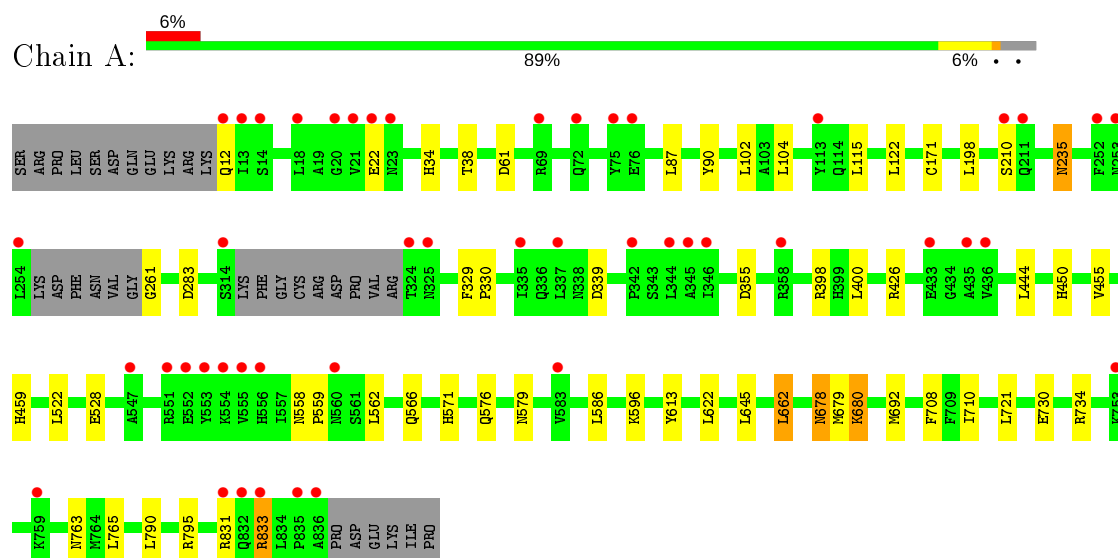 6%
Chain A:
89% 6% • •
SER ARG PRO LEU SER ASP GLN GLU LYS ARG LYS Q12 I13 S14 L18 A19 G20 V21 E22 N23 H34 T38 D61 R69 Q72 Y75 E76 L87 Y90 L102 A103 L104 Y113 Q114 L115 L122 C171 L198 S210 Q211 N235 F252 N253
L254 LYS ASP PHE ASN VAL GLY G261 D283 S314 LYS PHE GLY CYS ARG ASP PRO VAL ARG T324 N325 F329 P330 I335 Q336 L337 N338 D339 P342 S343 L344 A345 I346 D355 R358 R398 H399 L400 R426 E433 G434 A435 V436 L444 H450 V455
H459 L522 E528 A547 R551 E552 Y553 K554 V555 H556 I557 N558 P559 N560 S561 L562 Q566 H571 Q576 N579 V583 L586 K596 Y613 L622 L645 L662 N678 M679 K680 M692 F708 F709 I710 L721 E730 R734 K753
K759 N763 M764 L765 L790 R795 R831 Q832 R833 L834 P835 A836 PRO ASP GLU LYS ILE PRO